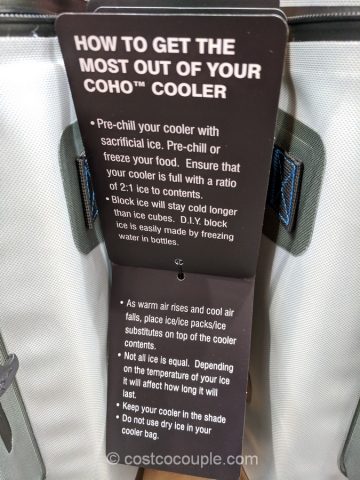 HOW TO GET THE
MOST OUT OF YOUR
COHO™ COOLER
• Pre-chill your cooler with
sacrificial ice. Pre-chill or
freeze your food. Ensure that
your cooler is full with a ratio
of 2:1 ice to contents.
• Block ice will stay cold longer
than ice cubes. D.I.Y. block
ice is easily made by freezing
water in bottles.
• As warm air rises and cool air
falls, place ice/ice packs/ice
substitutes on top of the cooler
contents.
• Not all ice is equal. Depending
on the temperature of your ice
it will affect how long it will
last.
• Keep your cooler in the shade
• Do not use dry ice in your
cooler bag.
© costcocouple.com